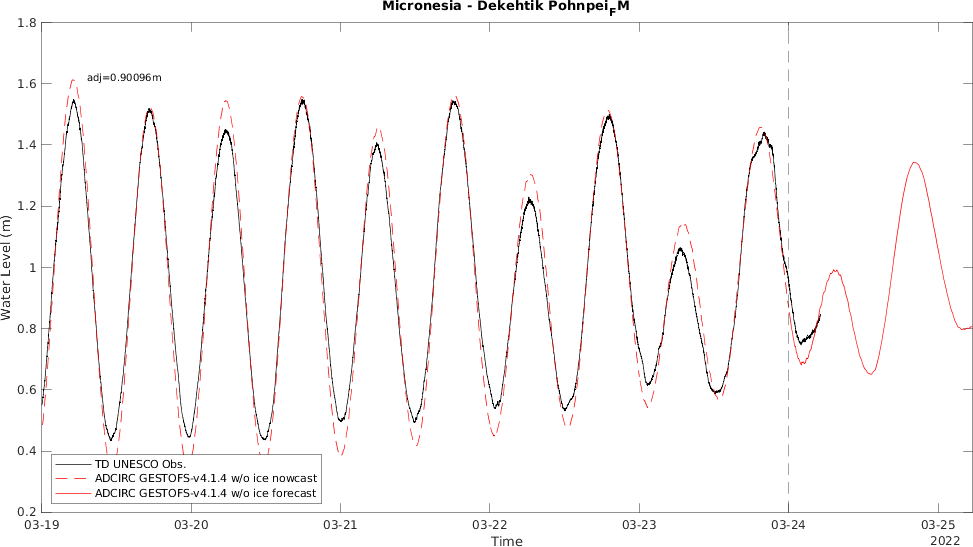 Micronesia - Dekehtik Pohnpei_FM
1.8
1.6
adj=0.90096m
1.4
1.2
1
0.8
0.6
0.4
0.2
Water Level (m)
TD UNESCO Obs.
ADCIRC GESTOFS-v4.1.4 w/o ice nowcast
ADCIRC GESTOFS-v4.1.4 w/o ice forecast
03-19 03-20 03-21 03-22 03-23 03-24 03-25
Time 2022